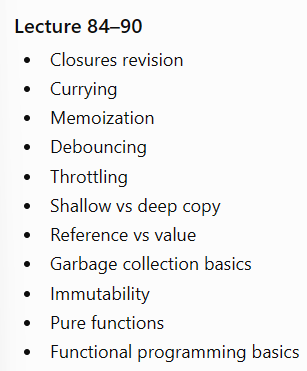 Lecture 84–90
• Closures revision
• Currying
• Memoization
• Debouncing
• Throttling
• Shallow vs deep copy
• Reference vs value
• Garbage collection basics
• Immutability
• Pure functions
• Functional programming basics